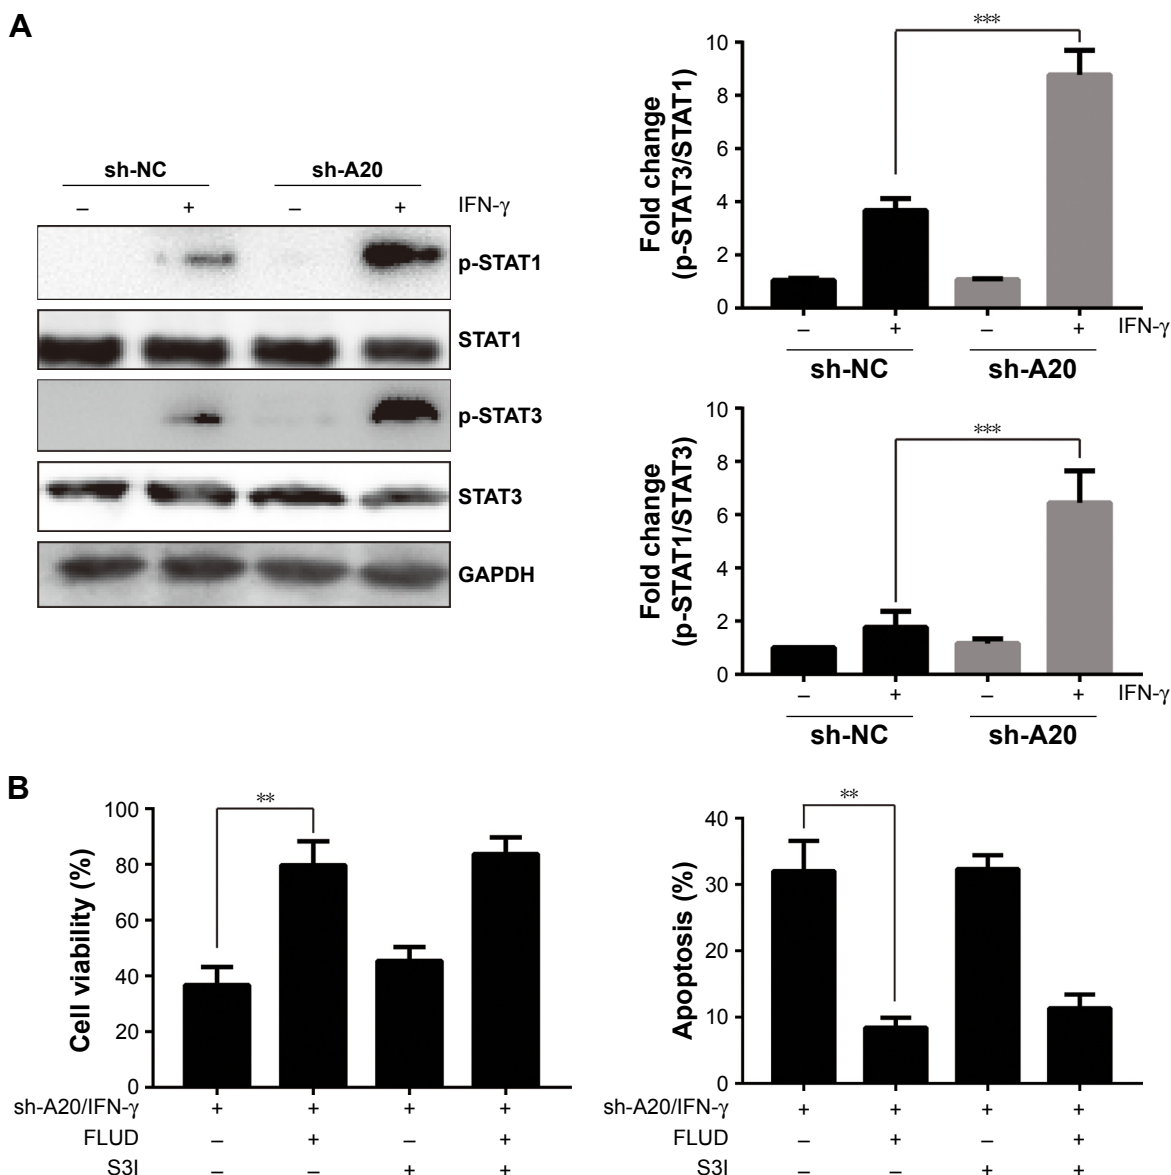 A
sh-NC sh-A20
– + – + IFN-γ
p-STAT1
STAT1
p-STAT3
STAT3
GAPDH
Fold change
(p-STAT3/STAT1)
10
8
6
4
2
0
***
– + – + IFN-γ
sh-NC sh-A20
Fold change
(p-STAT1/STAT3)
10
8
6
4
2
0
***
– + – + IFN-γ
sh-NC sh-A20
B
Cell viability (%)
100
80
60
40
20
0
**
sh-A20/IFN-γ + + + +
FLUD – + – +
S3I – – + +
Apoptosis (%)
40
30
20
10
0
**
sh-A20/IFN-γ + + + +
FLUD – + – +
S3I – – + +